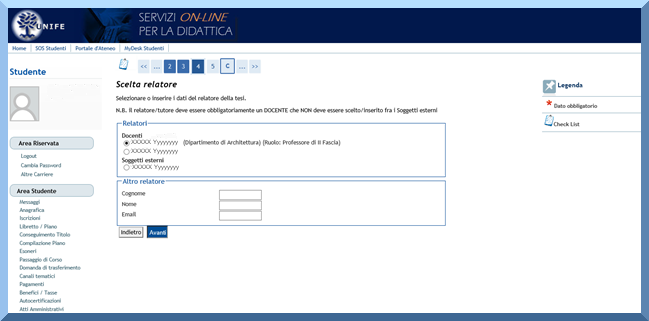 UNIFE
SERVIZI ON-LINE
PER LA DIDATTICA
Home SOS Studenti Portale d'Ateneo MyDesk Studenti
Studente
<< ... 2 3 4 5 C ... >>
Scelta relatore
Selezionare o inserire i dati del relatore della tesi.
N.B. Il relatore/tutore deve essere obbligatoriamente un DOCENTE che NON deve essere scelto/inserito fra i Soggetti esterni
Relatori
Docenti
XXXXX Yyyyyyyy (Dipartimento di Architettura) (Ruolo: Professore di II Fascia)
XXXXX Yyyyyyyy
Soggetti esterni
XXXXX Yyyyyyyy
Altro relatore
Cognome
Nome
Email
Indietro Avanti
Legenda
* Dato obbligatorio
Check List
Area Riservata
Logout
Cambia Password
Altre Carriere
Area Studente
Messaggi
Anagrafica
Iscrizioni
Libretto / Piano
Conseguimento Titolo
Compilazione Piano
Esoneri
Passaggio di Corso
Domanda di trasferimento
Canali tematici
Pagamenti
Benefici / Tasse
Autocertificazioni
Atti Amministrativi